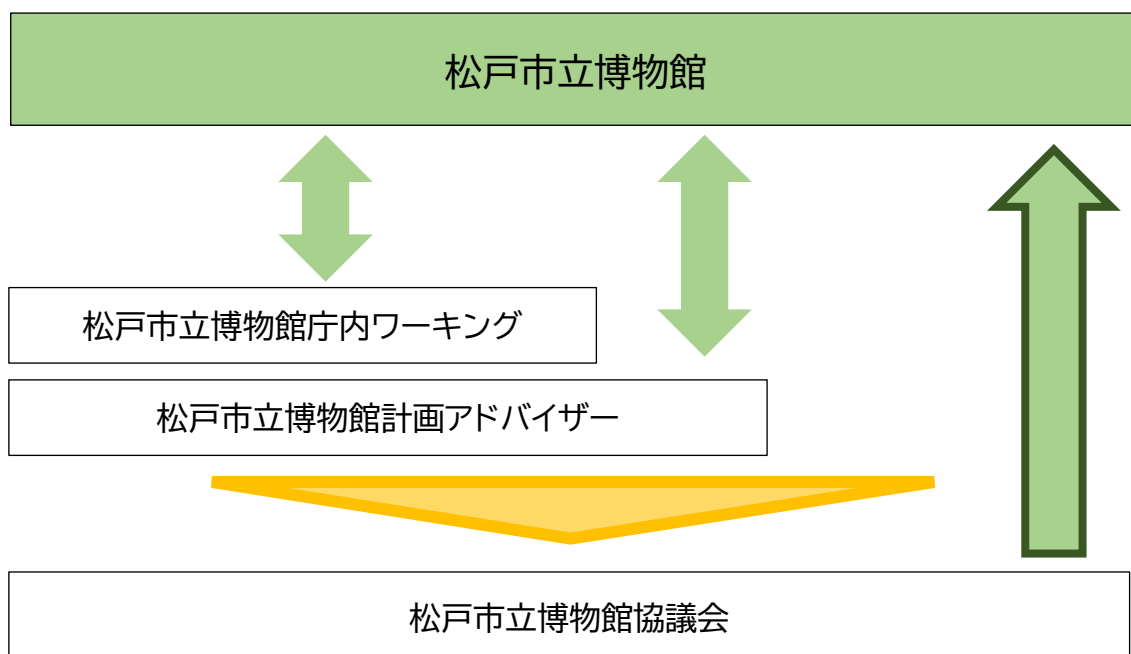 松戸市立博物館
松戸市立博物館庁内ワーキング
松戸市立博物館計画アドバイザー
松戸市立博物館協議会